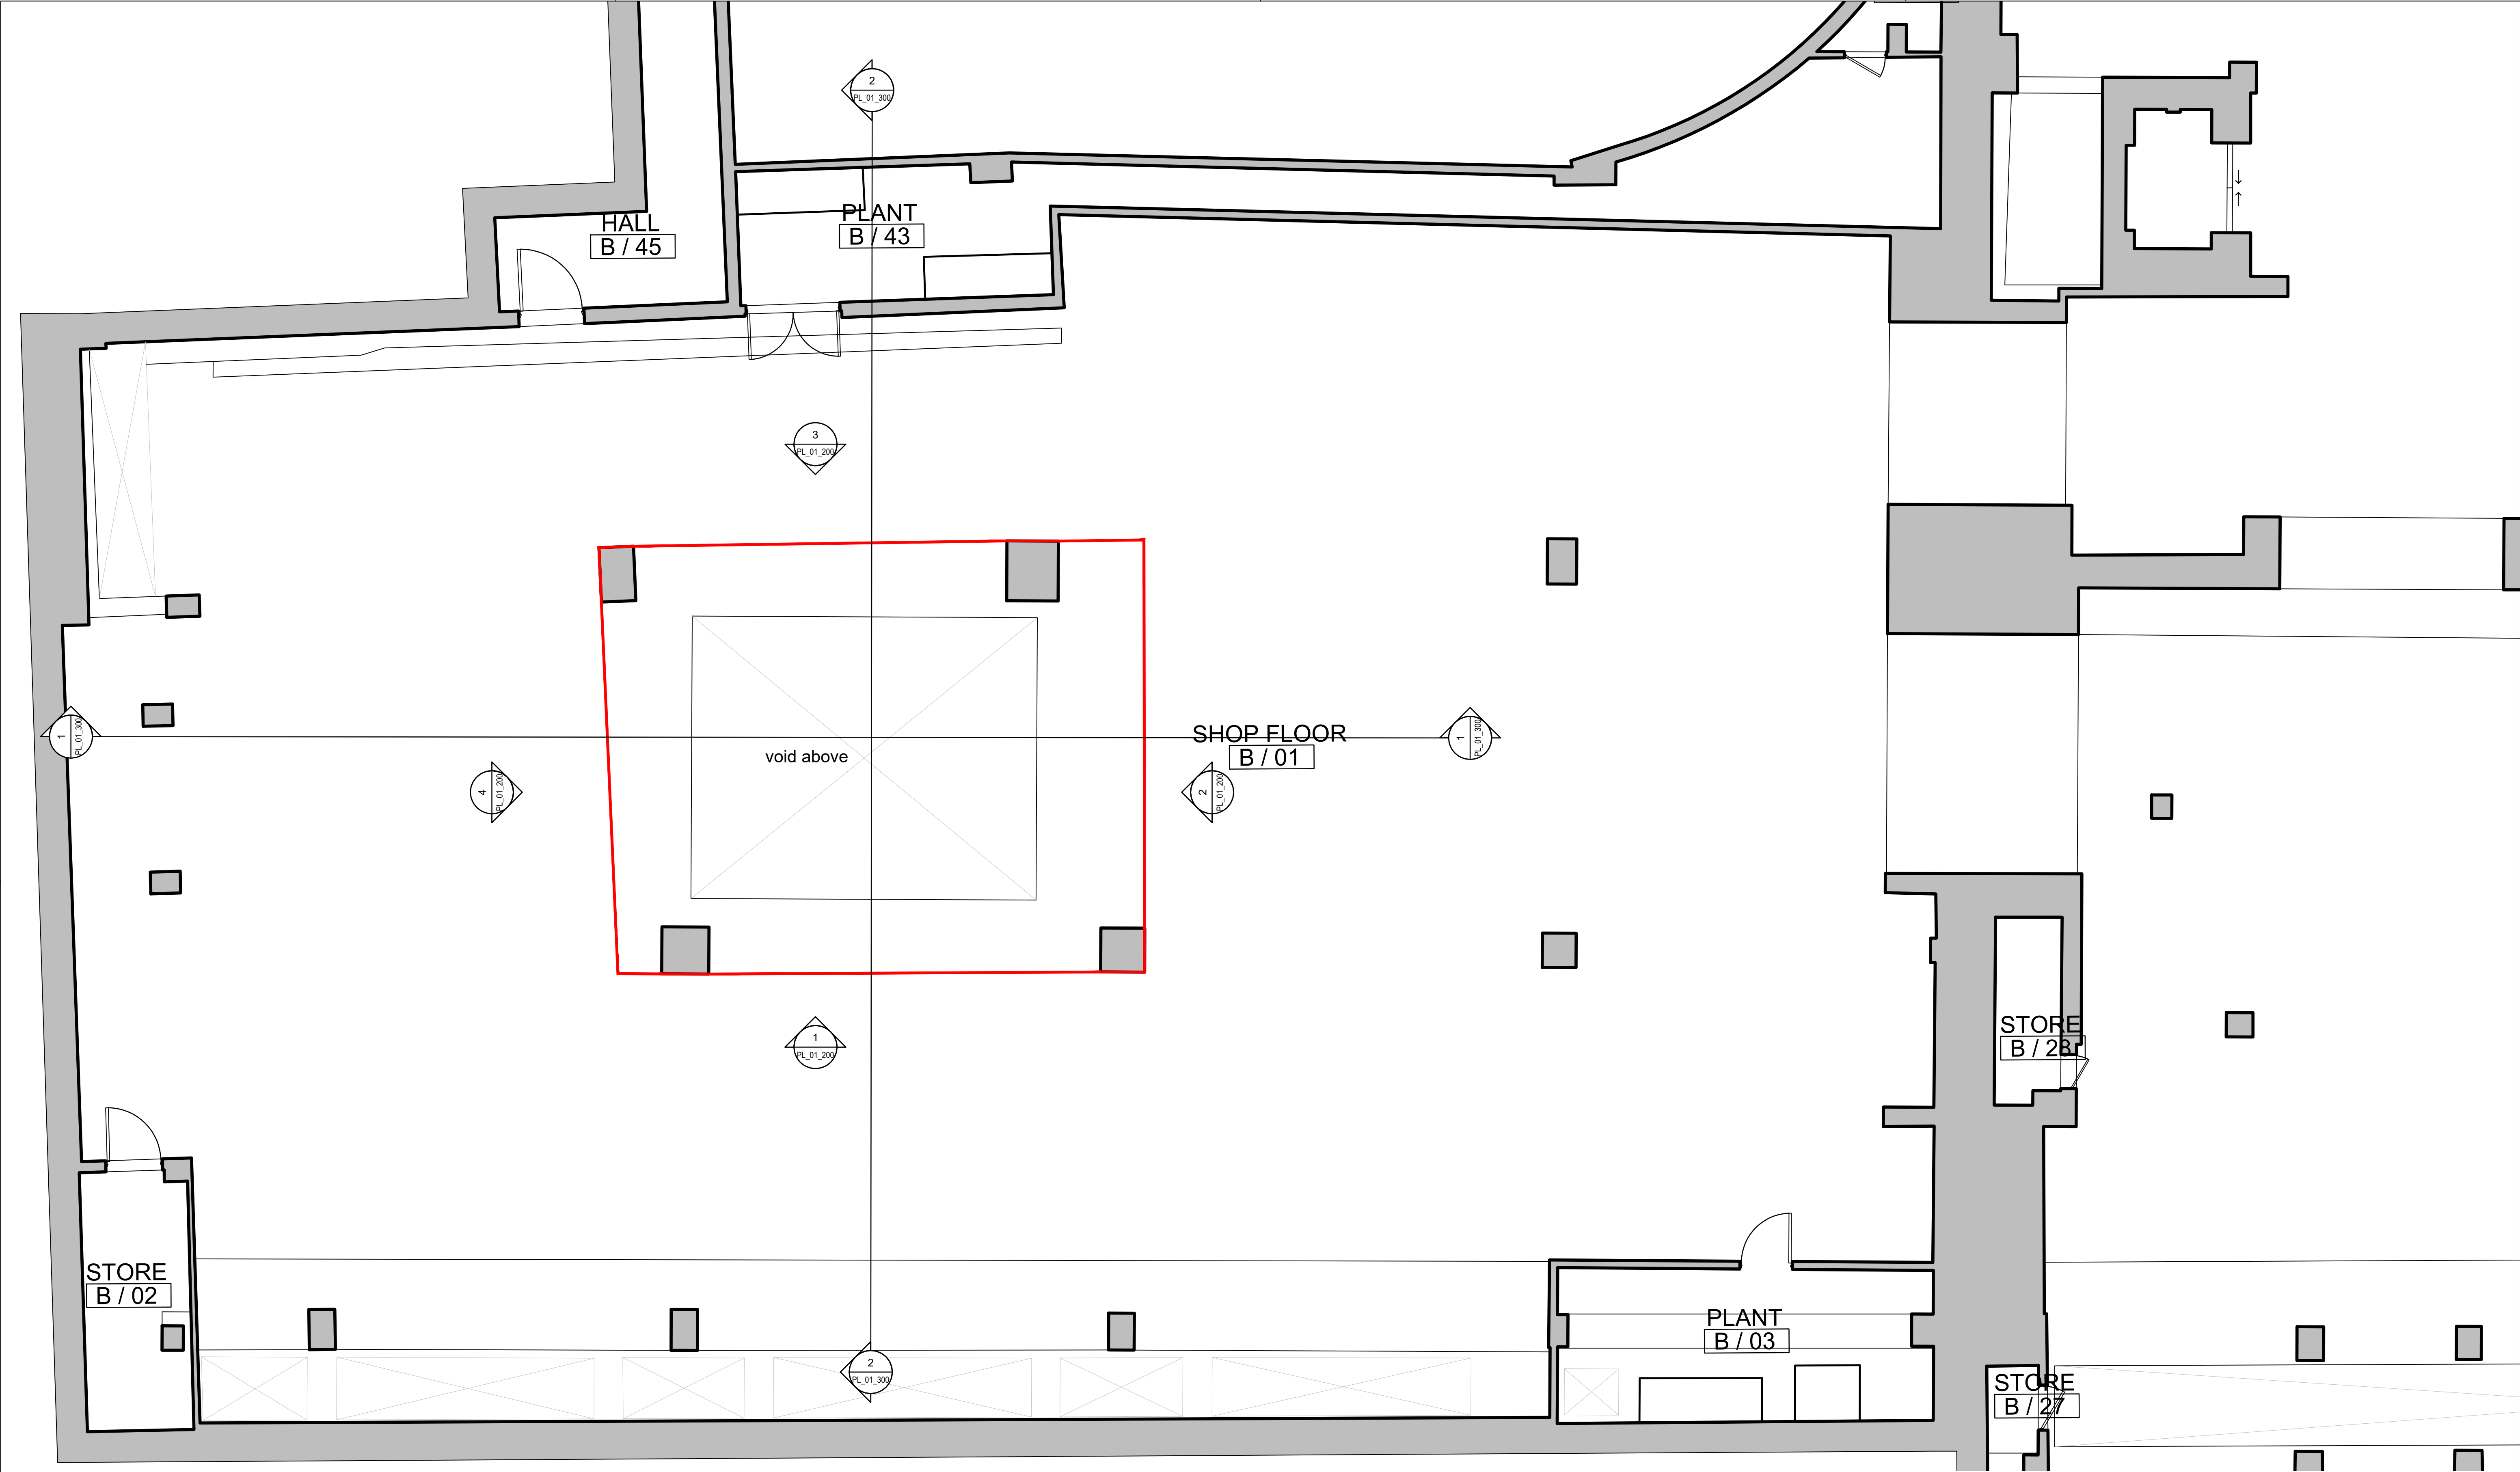 2
PL_01_300
HALL
B / 45
PLANT
B / 43
3
PL_01_200
1
PL_01_300
void above
SHOP FLOOR
B / 01
1
PL_01_300
4
PL_01_200
2
PL_01_200
1
PL_01_200
STORE
B / 28
STORE
B / 02
PLANT
B / 03
2
PL_01_300
STORE
B / 27